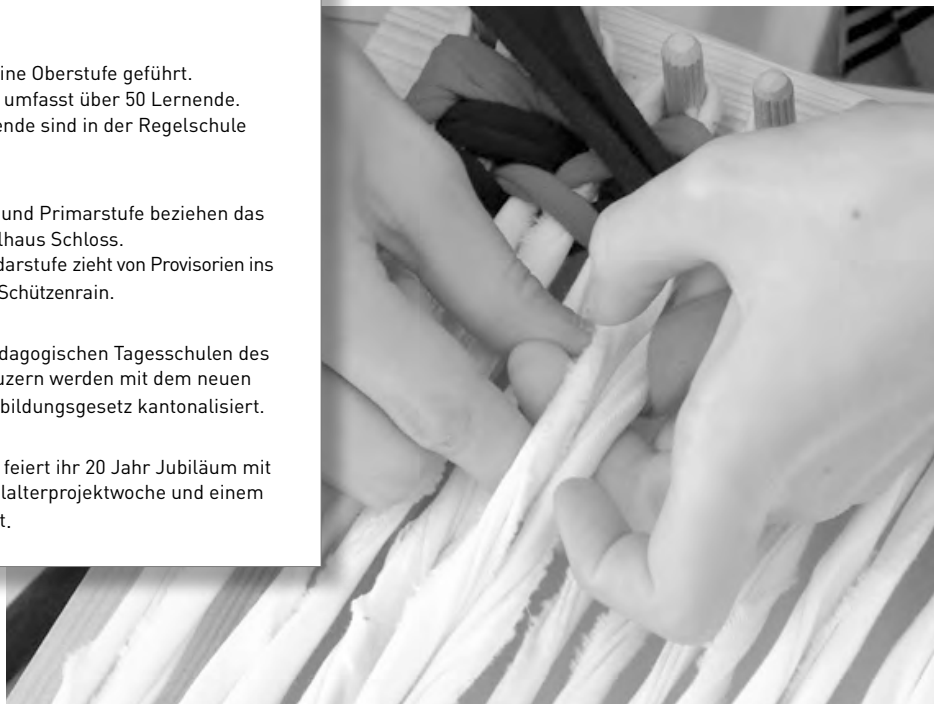 ine Oberstufe geführt.
umfasst über 50 Lernende.
ende sind in der Regelschule
und Primarstufe beziehen das
lhaus Schloss.
darstufe zieht von Provisorien ins
Schützenrain.
dagogischen Tagesschulen des
uzern werden mit dem neuen
bildungsgesetz kantonalisiert.
feiert ihr 20 Jahr Jubiläum mit
lalterprojektwoche und einem
t.